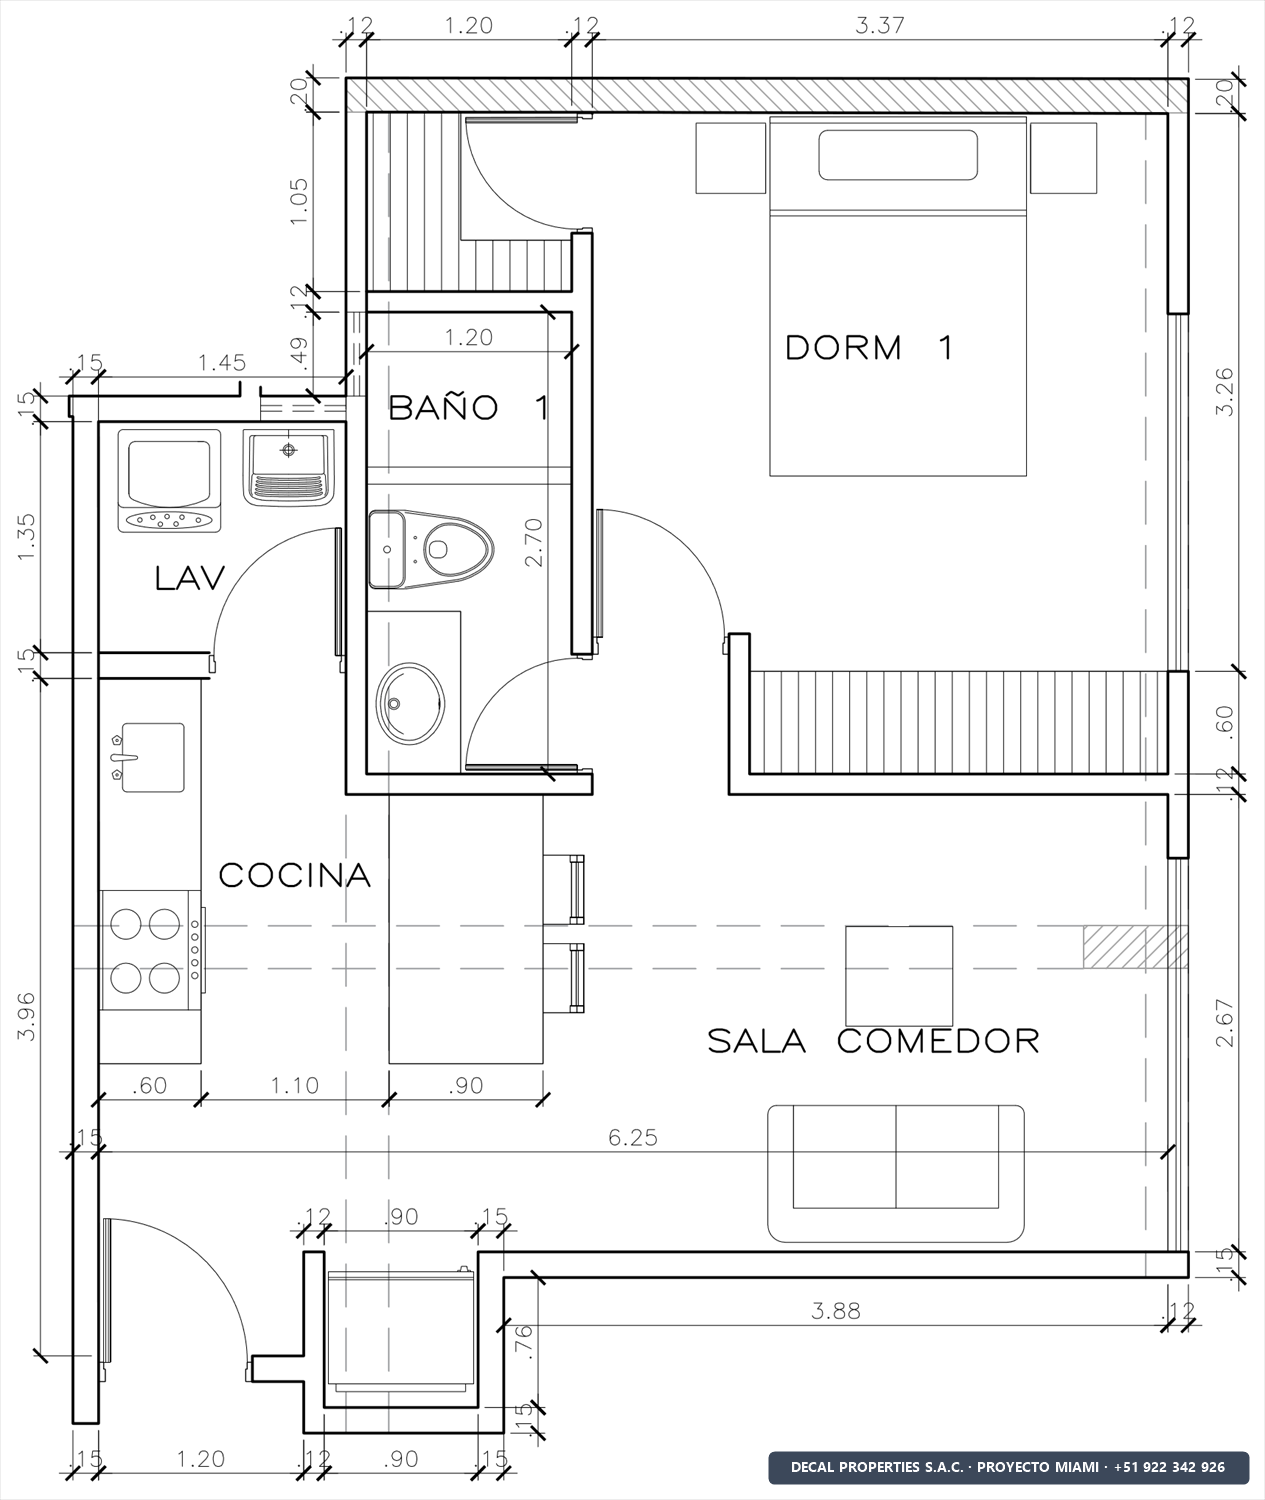 .12 1.20 .12 3.37 .12
.20 .20
1.05
.12
3.26
.49
1.20
DORM 1
.15 1.45
BAÑO 1
.15
1.35
2.70
LAV
.15
.60
.12
COCINA
3.96
2.67
SALA COMEDOR
.60 1.10 .90
.15 6.25
.12 .90 .15
.15
3.88 .12
.76
.15
.15 1.20 .12 .90 .15
DECAL PROPERTIES S.A.C. · PROYECTO MIAMI · +51 922 342 926